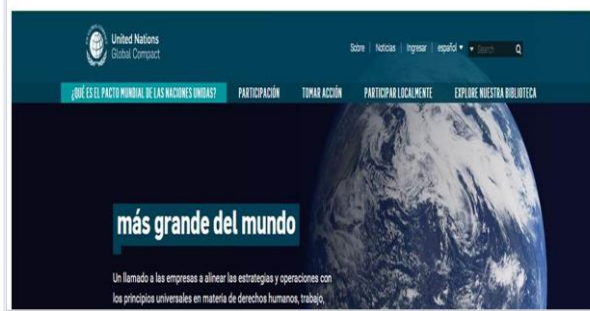 United Nations
Global Compact
Sobre | Noticias | Ingresar | español
Search
¿QUÉ ES EL PACTO MUNDIAL DE LAS NACIONES UNIDAS? PARTICIPACIÓN TOMAR ACCIÓN PARTICIPAR LOCALMENTE EXPLORE NUESTRA BIBLIOTECA
más grande del mundo
Un llamado a las empresas a alinear las estrategias y operaciones con
los principios universales en materia de derechos humanos, trabajo,